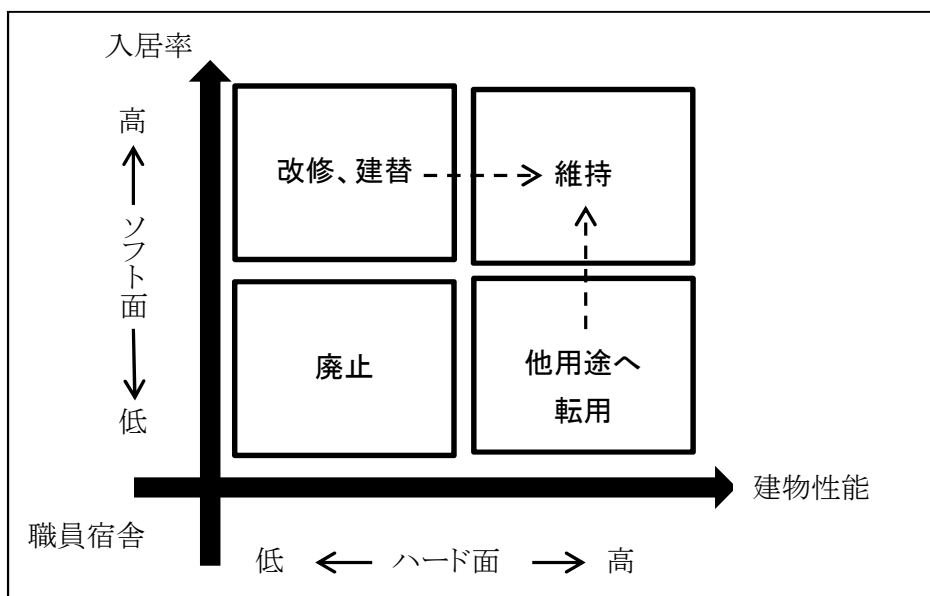 入居率
高
ソフト面
低
改修、建替
維持
廃止
他用途へ
転用
建物性能
職員宿舎
低
ハード面
高